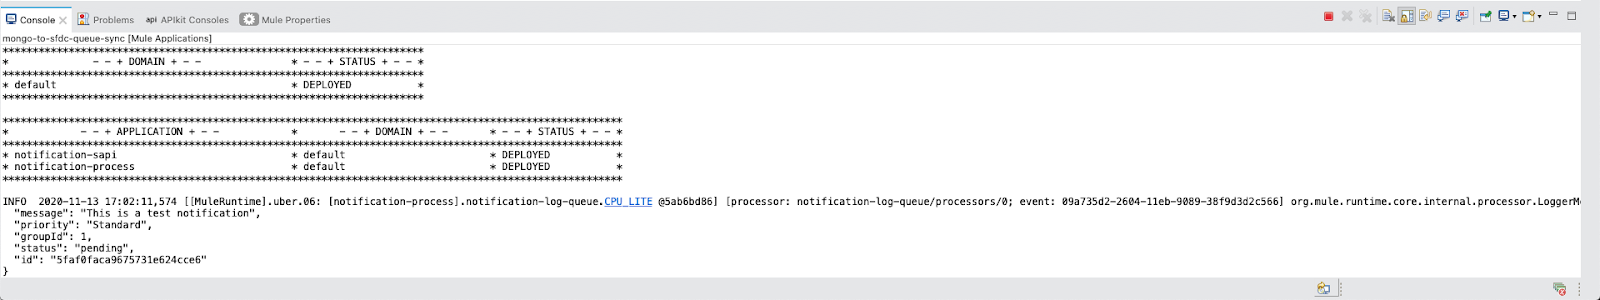 Console Problems api APIkit Consoles Mule Properties
mongo-to-sfdc-queue-sync [Mule Applications]
**********************************************************************
*              - - + DOMAIN + - -               * - - + STATUS + - - *
**********************************************************************
* default                                       * DEPLOYED           *
**********************************************************************
*******************************************************************************************************
*            - - + APPLICATION + - -            *       - - + DOMAIN + - -       * - - + STATUS + - - *
*******************************************************************************************************
* notification-sapi                             * default                        * DEPLOYED           *
* notification-process                          * default                        * DEPLOYED           *
*******************************************************************************************************
INFO  2020-11-13 17:02:11,574 [[MuleRuntime].uber.06: [notification-process].notification-log-queue.CPU_LITE @5ab6bd86] [processor: notification-log-queue/processors/0; event: 09a735d2-2604-11eb-9089-38f9d3d2c566] org.mule.runtime.core.internal.processor.LoggerMe
  "message": "This is a test notification",
  "priority": "Standard",
  "groupId": 1,
  "status": "pending",
  "id": "5faf0faca9675731e624cce6"
}